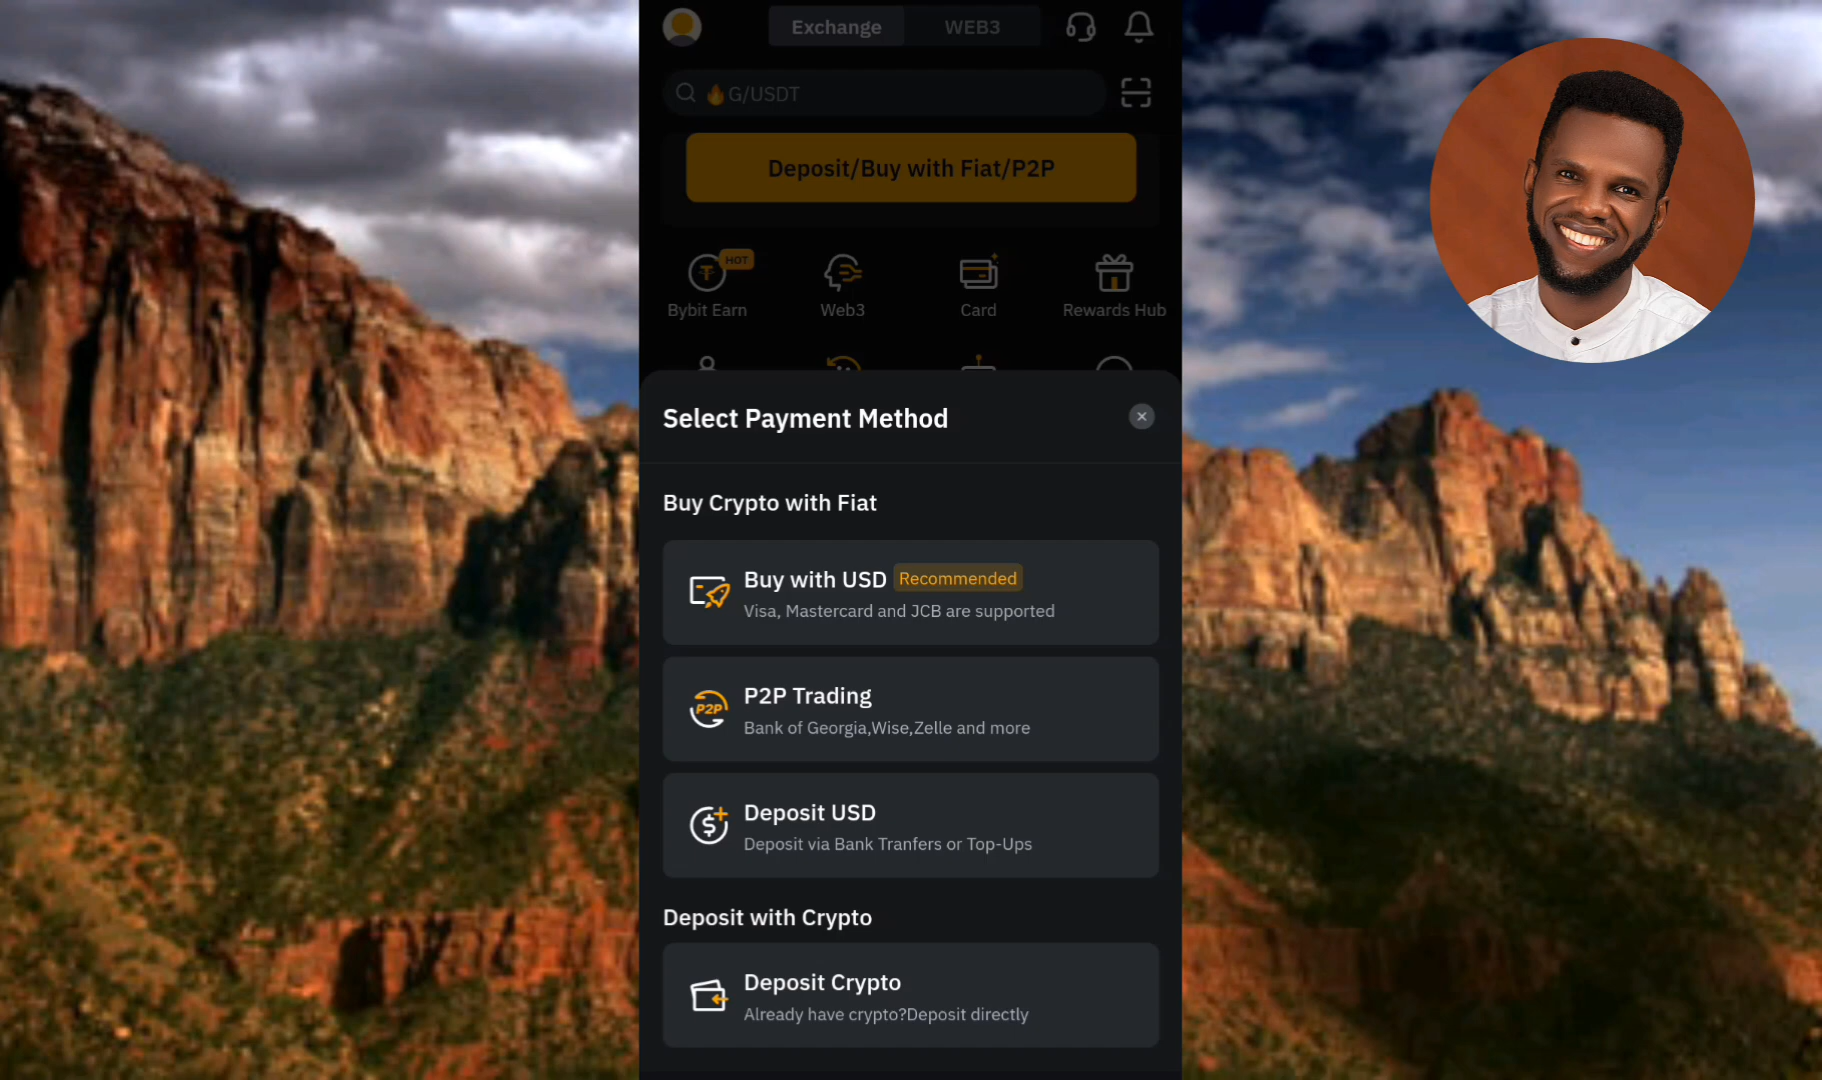 Exchange
WEB3
🔥G/USDT
Deposit/Buy with Fiat/P2P
HOT
Bybit Earn
Web3
Card
Rewards Hub
Select Payment Method
Buy Crypto with Fiat
Buy with USD Recommended
Visa, Mastercard and JCB are supported
P2P
P2P Trading
Bank of Georgia,Wise,Zelle and more
Deposit USD
Deposit via Bank Tranfers or Top-Ups
Deposit with Crypto
Deposit Crypto
Already have crypto?Deposit directly